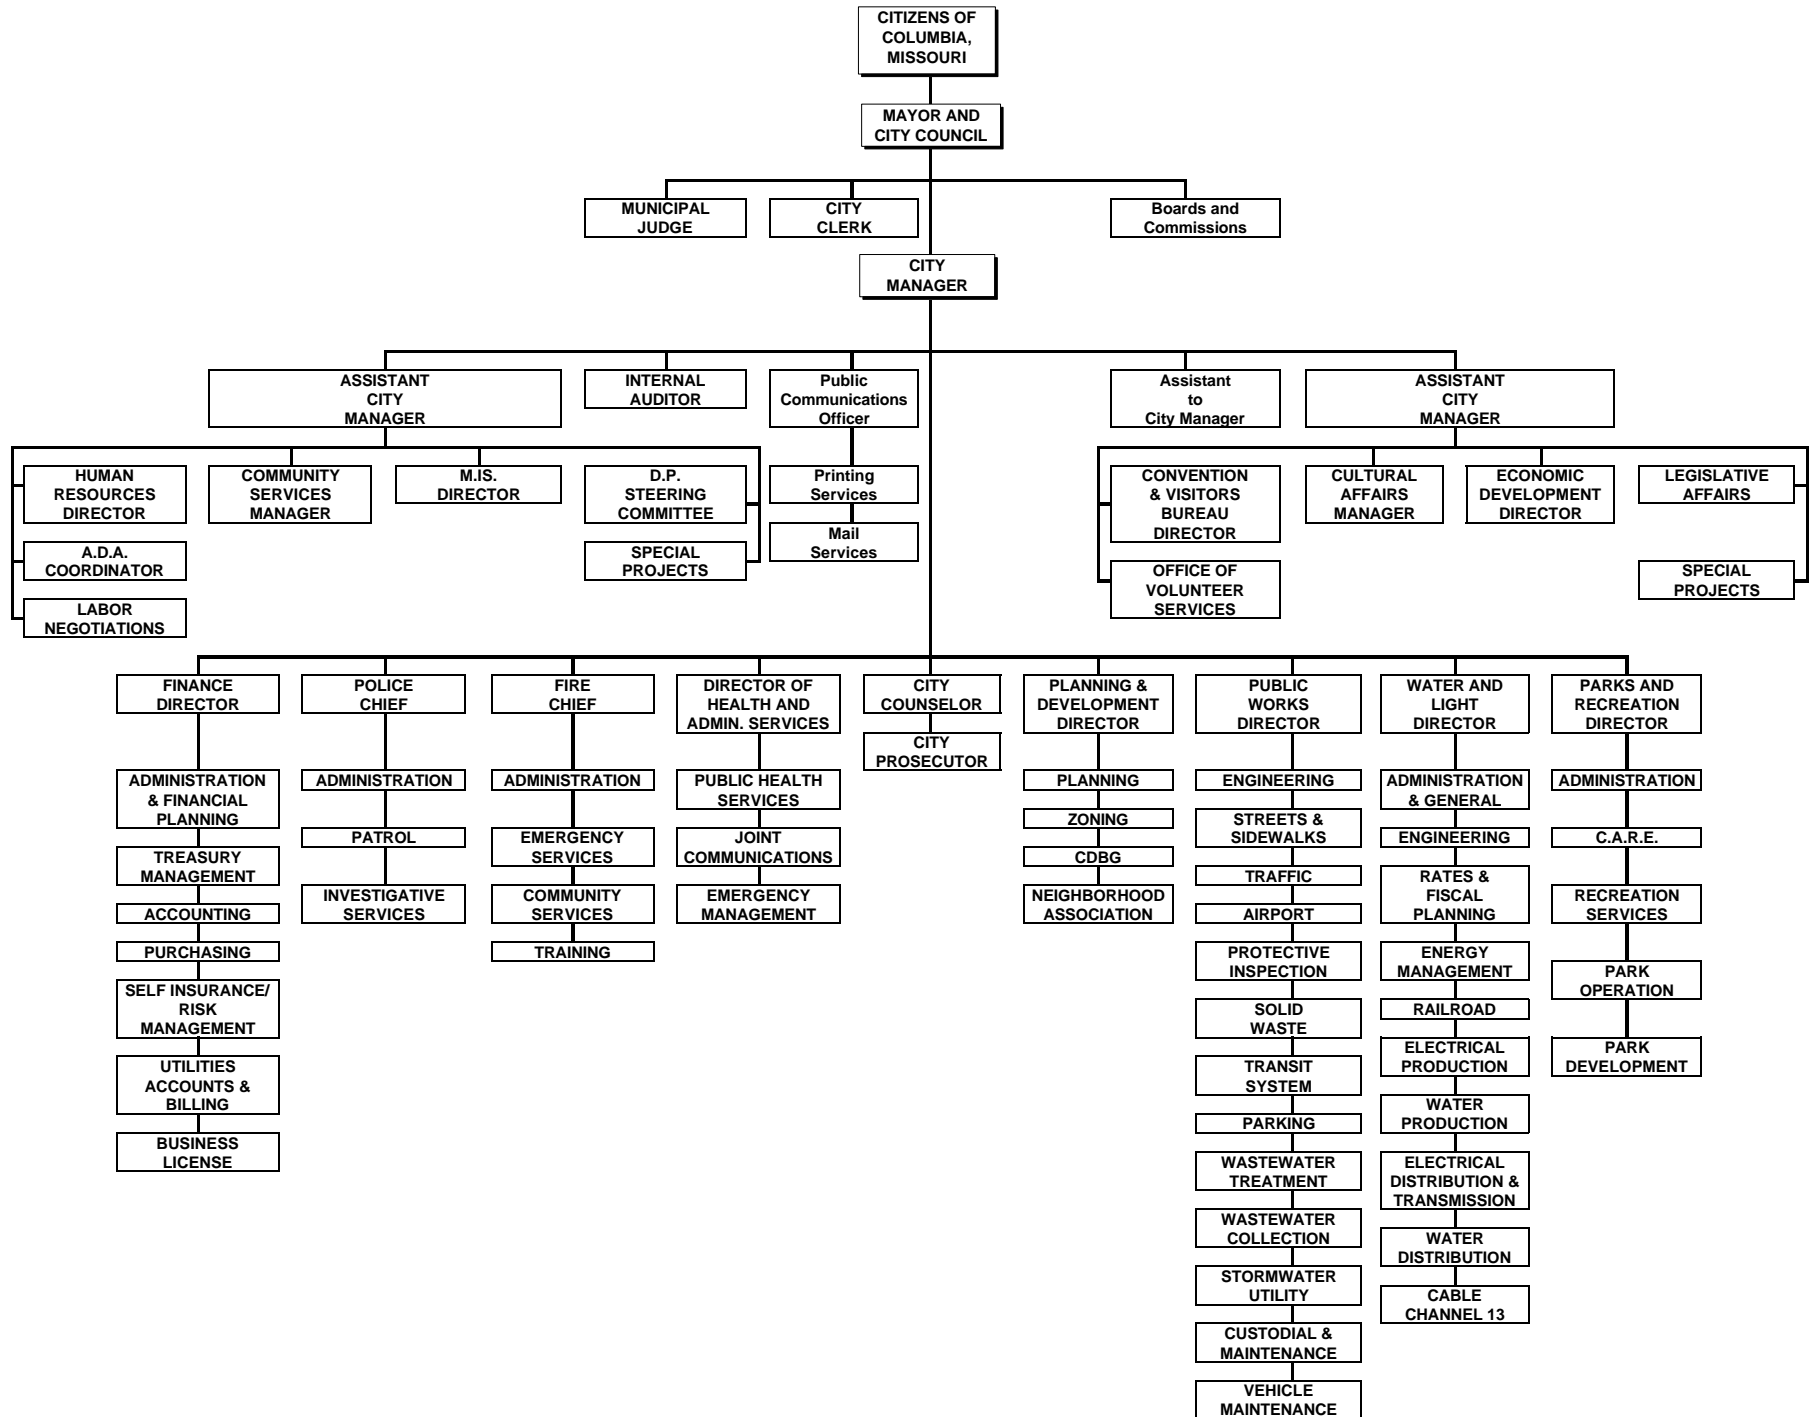 CITIZENS OF
COLUMBIA,
MISSOURI
MAYOR AND
CITY COUNCIL
MUNICIPAL
JUDGE
CITY
CLERK
Boards and
Commissions
CITY
MANAGER
ASSISTANT
CITY
MANAGER
INTERNAL
AUDITOR
Public
Communications
Officer
Assistant
to
City Manager
ASSISTANT
CITY
MANAGER
HUMAN
RESOURCES
DIRECTOR
COMMUNITY
SERVICES
MANAGER
M.IS.
DIRECTOR
D.P.
STEERING
COMMITTEE
Printing
Services
CONVENTION
& VISITORS
BUREAU
DIRECTOR
CULTURAL
AFFAIRS
MANAGER
ECONOMIC
DEVELOPMENT
DIRECTOR
LEGISLATIVE
AFFAIRS
A.D.A.
COORDINATOR
SPECIAL
PROJECTS
Mail
Services
OFFICE OF
VOLUNTEER
SERVICES
SPECIAL
PROJECTS
LABOR
NEGOTIATIONS
FINANCE
DIRECTOR
ADMINISTRATION
& FINANCIAL
PLANNING
TREASURY
MANAGEMENT
ACCOUNTING
PURCHASING
SELF INSURANCE/
RISK
MANAGEMENT
UTILITIES
ACCOUNTS &
BILLING
BUSINESS
LICENSE
POLICE
CHIEF
ADMINISTRATION
PATROL
INVESTIGATIVE
SERVICES
FIRE
CHIEF
ADMINISTRATION
EMERGENCY
SERVICES
COMMUNITY
SERVICES
TRAINING
DIRECTOR OF
HEALTH AND
ADMIN. SERVICES
PUBLIC HEALTH
SERVICES
JOINT
COMMUNICATIONS
EMERGENCY
MANAGEMENT
CITY
COUNSELOR
CITY
PROSECUTOR
PLANNING &
DEVELOPMENT
DIRECTOR
PLANNING
ZONING
CDBG
NEIGHBORHOOD
ASSOCIATION
PUBLIC
WORKS
DIRECTOR
ENGINEERING
STREETS &
SIDEWALKS
TRAFFIC
AIRPORT
PROTECTIVE
INSPECTION
SOLID
WASTE
TRANSIT
SYSTEM
PARKING
WASTEWATER
TREATMENT
WASTEWATER
COLLECTION
STORMWATER
UTILITY
CUSTODIAL &
MAINTENANCE
VEHICLE
MAINTENANCE
WATER AND
LIGHT
DIRECTOR
ADMINISTRATION
& GENERAL
ENGINEERING
RATES &
FISCAL
PLANNING
ENERGY
MANAGEMENT
RAILROAD
ELECTRICAL
PRODUCTION
WATER
PRODUCTION
ELECTRICAL
DISTRIBUTION &
TRANSMISSION
WATER
DISTRIBUTION
CABLE
CHANNEL 13
PARKS AND
RECREATION
DIRECTOR
ADMINISTRATION
C.A.R.E.
RECREATION
SERVICES
PARK
OPERATION
PARK
DEVELOPMENT